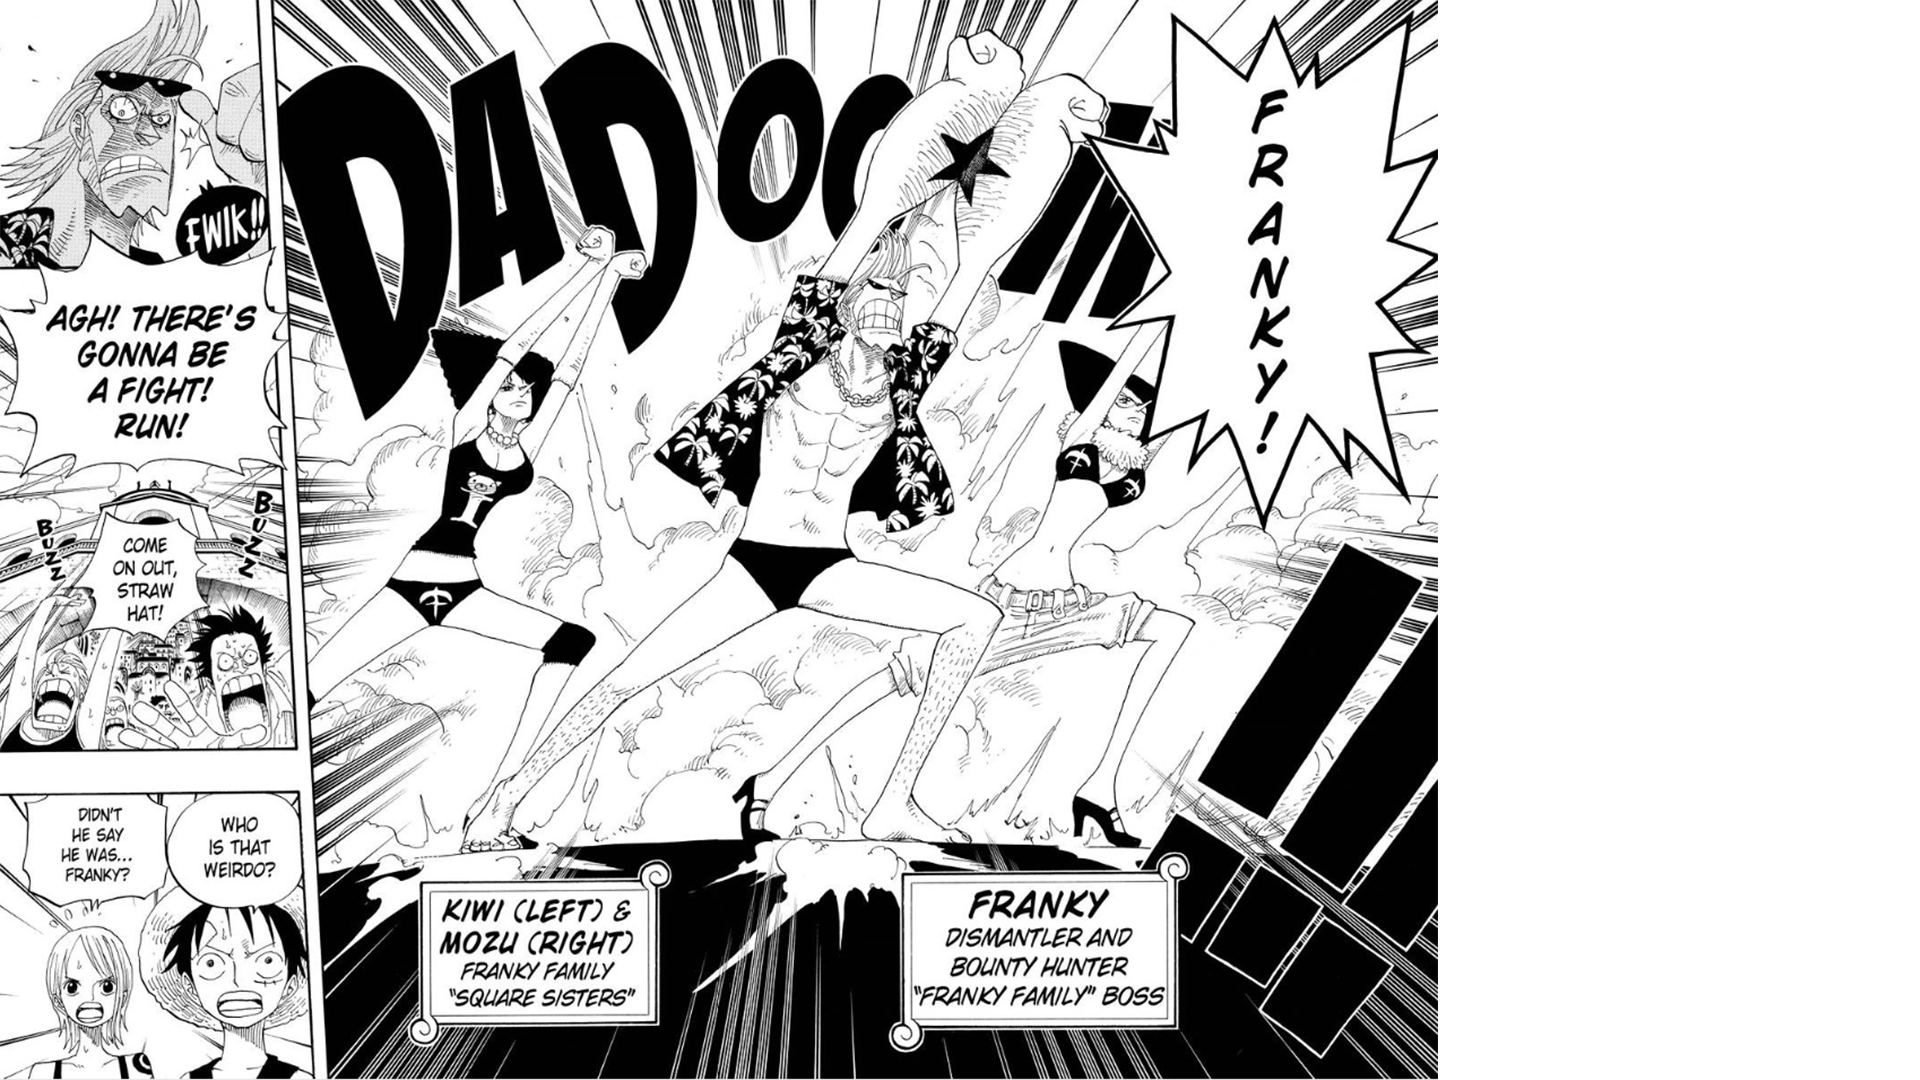 FRANKY!
DADOOM!!!
FRANKY
DISMANTLER AND
BOUNTY HUNTER
"FRANKY FAMILY" BOSS
KIWI (LEFT) &
MOZU (RIGHT)
FRANKY FAMILY
"SQUARE SISTERS"
FWIK!!
AGH! THERE'S
GONNA BE
A FIGHT!
RUN!
BUZZ
COME
ON OUT,
STRAW
HAT!
BUZZ
WHO
IS THAT
WEIRDO?
DIDN'T
HE SAY
HE WAS...
FRANKY?